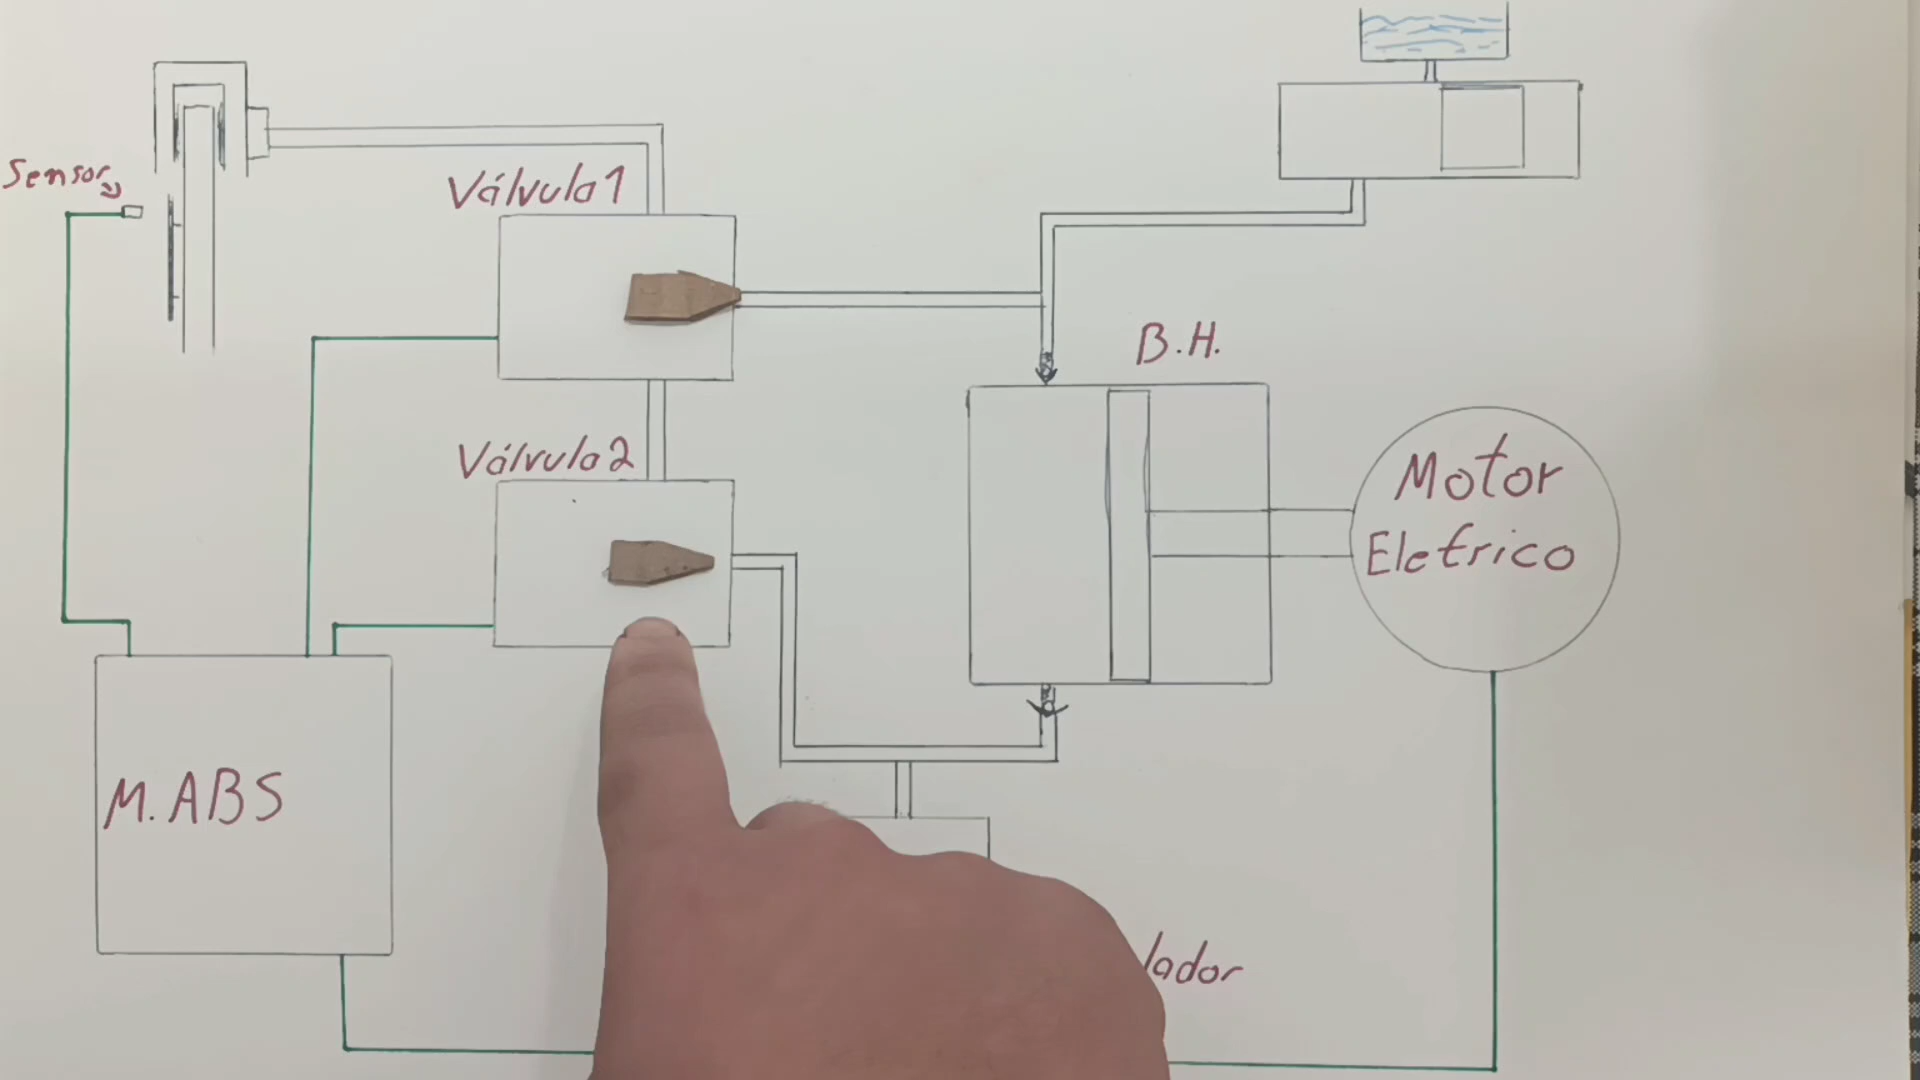 Sensor
Válvula1
B.H.
Válvula2
Motor
Eletrico
M.ABS
lador